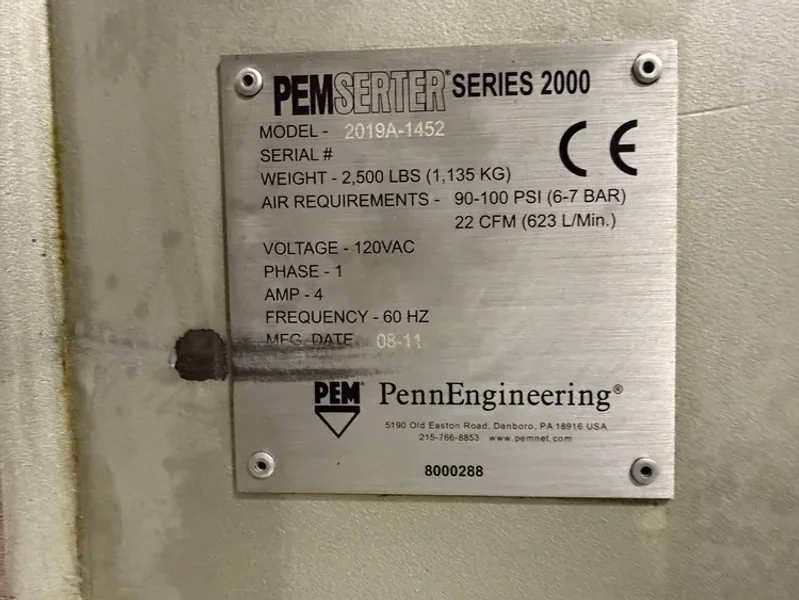 PEMSERTER® SERIES 2000
MODEL - 2019A-1452
SERIAL #
WEIGHT - 2,500 LBS (1,135 KG)
CE
AIR REQUIREMENTS - 90-100 PSI (6-7 BAR)
22 CFM (623 L/Min.)
VOLTAGE - 120VAC
PHASE - 1
AMP - 4
FREQUENCY - 60 HZ
MFG. DATE 08-11
PEM® PennEngineering®
5190 Old Easton Road, Danboro, PA 18916 USA
215-766-8853 www.pemnet.com
8000288